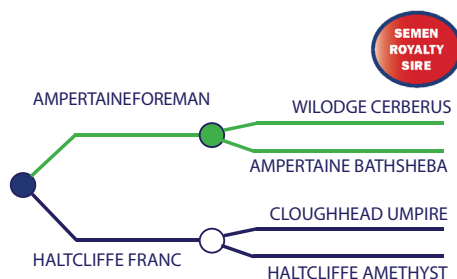 SEMEN
ROYALTY
SIRE
AMPERTAINEFOREMAN
WILODGE CERBERUS
AMPERTAINE BATHSHEBA
CLOUGHHEAD UMPIRE
HALTCLIFFE FRANC
HALTCLIFFE AMETHYST